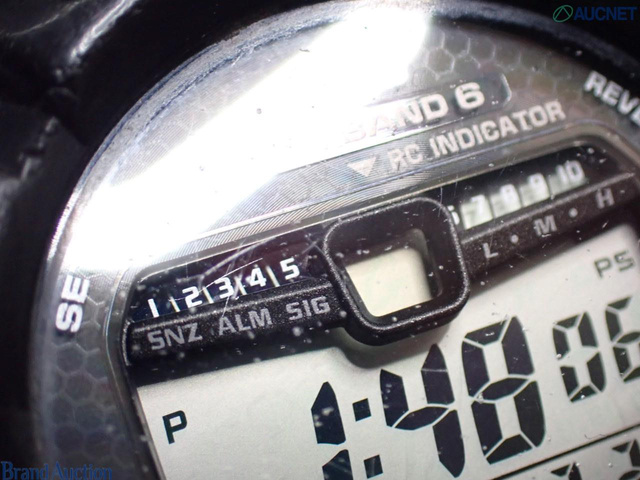 AUCNET
BAND 6
REVE
RC INDICATOR
7 8 9 10
L · M · H
1 2 3 4 5
SNZ ALM SIG
SE
PS
P 1:48 06
Brand Auction